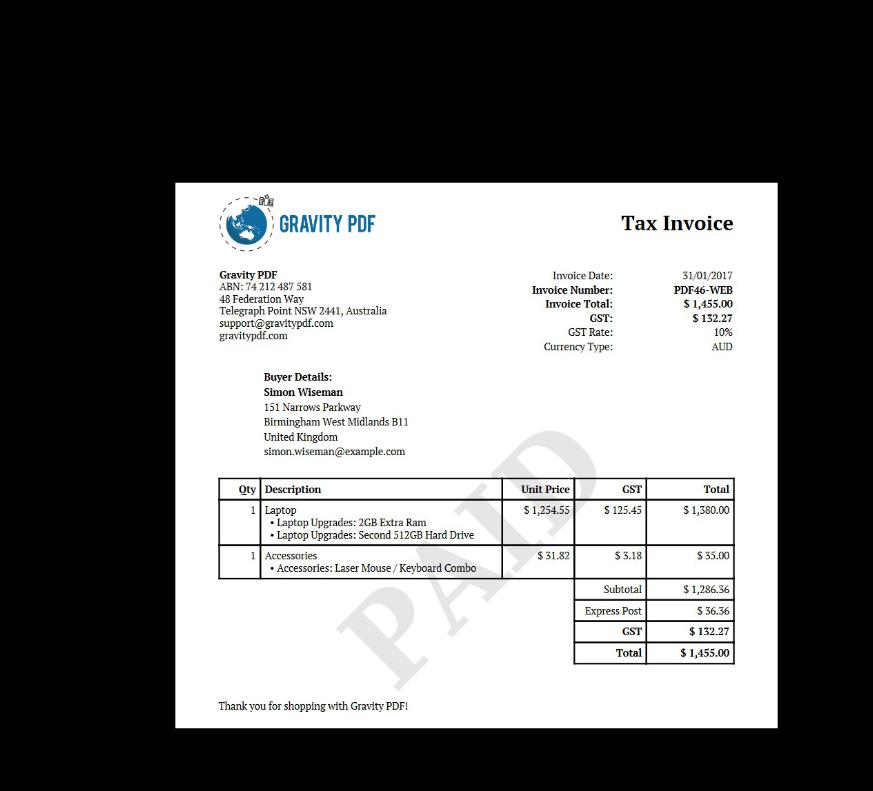 GRAVITY PDF
Tax Invoice
Gravity PDF
ABN: 74 212 487 581
48 Federation Way
Telegraph Point NSW 2441, Australia
support@gravitypdf.com
gravitypdf.com
Invoice Date: 31/01/2017
Invoice Number: PDF46-WEB
Invoice Total: $ 1,455.00
GST: $ 132.27
GST Rate: 10%
Currency Type: AUD
Buyer Details:
Simon Wiseman
151 Narrows Parkway
Birmingham West Midlands B11
United Kingdom
simon.wiseman@example.com
PAID
Qty Description Unit Price GST Total
1 Laptop $ 1,254.55 $ 125.45 $ 1,380.00
• Laptop Upgrades: 2GB Extra Ram
• Laptop Upgrades: Second 512GB Hard Drive
1 Accessories $ 31.82 $ 3.18 $ 35.00
• Accessories: Laser Mouse / Keyboard Combo
Subtotal $ 1,286.36
Express Post $ 36.36
GST $ 132.27
Total $ 1,455.00
Thank you for shopping with Gravity PDF!